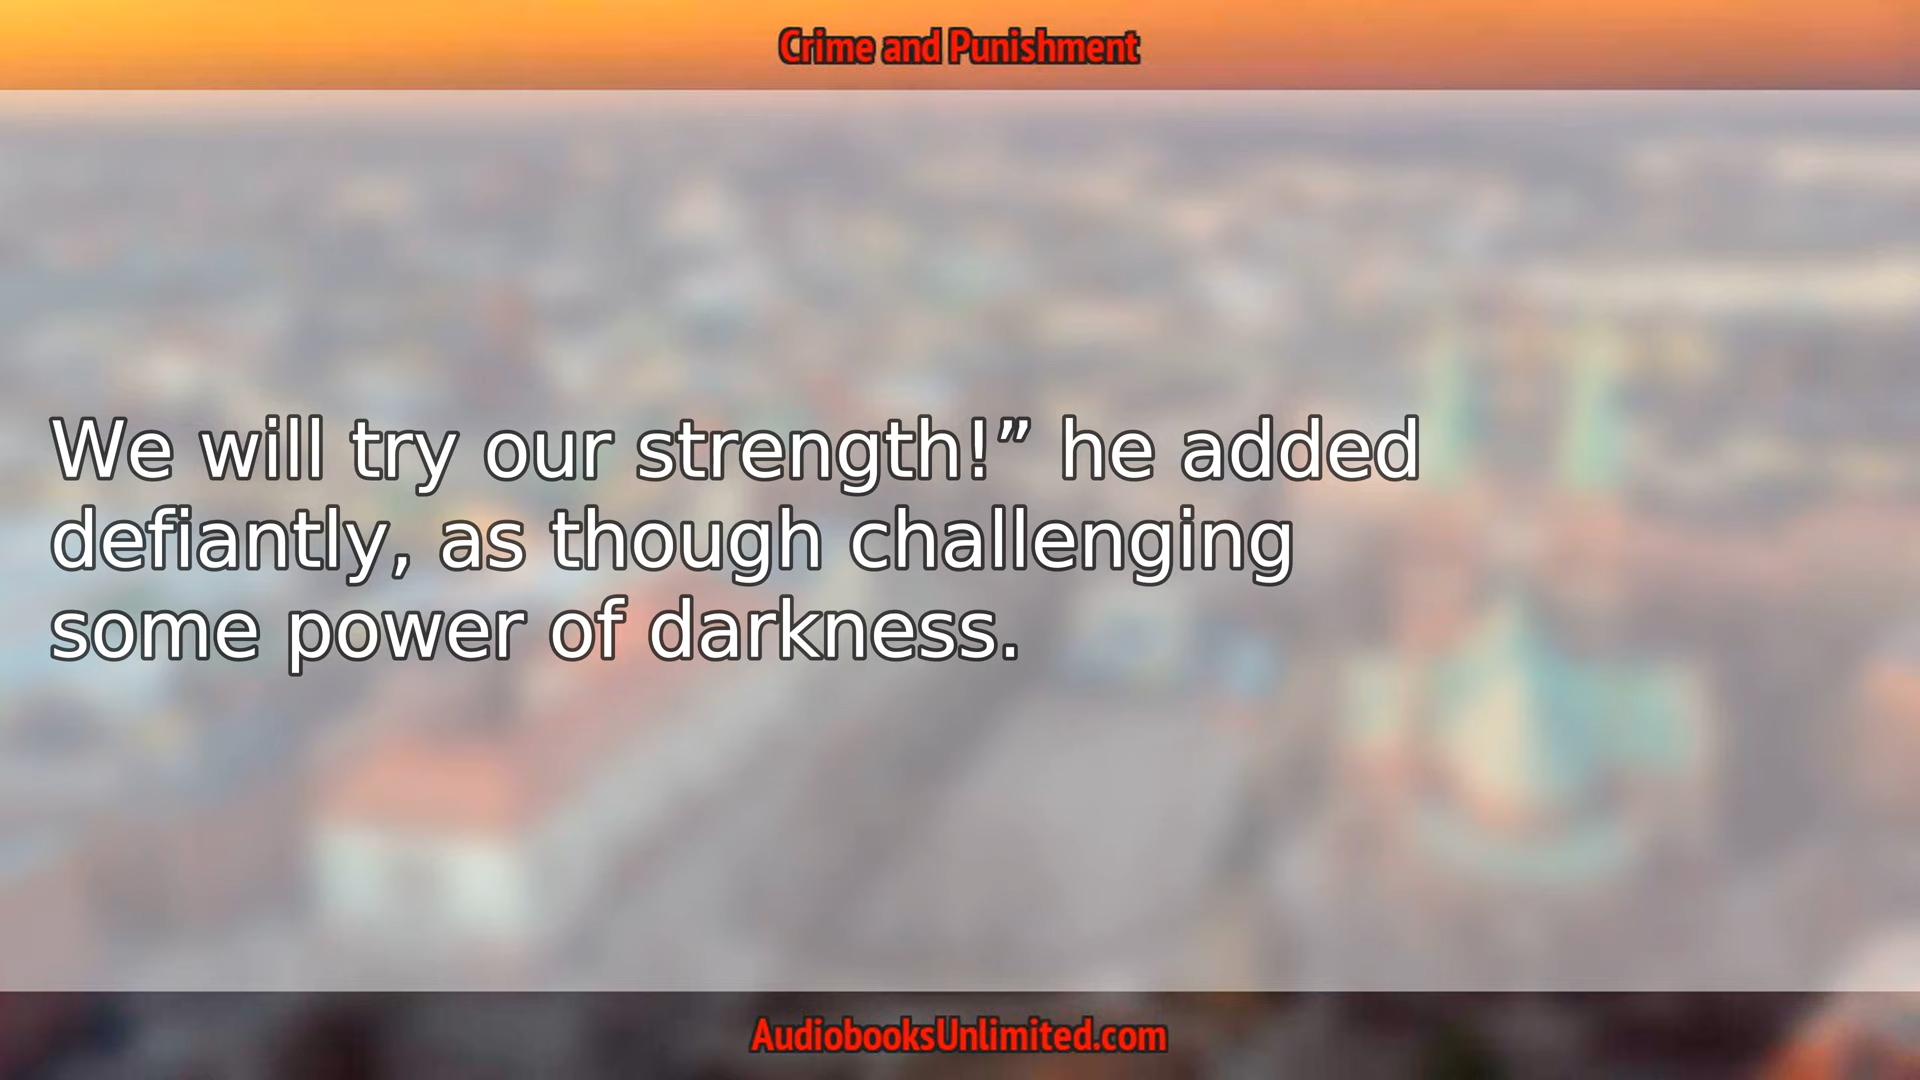 Crime and Punishment
We will try our strength!” he added
defiantly, as though challenging
some power of darkness.
AudiobooksUnlimited.com